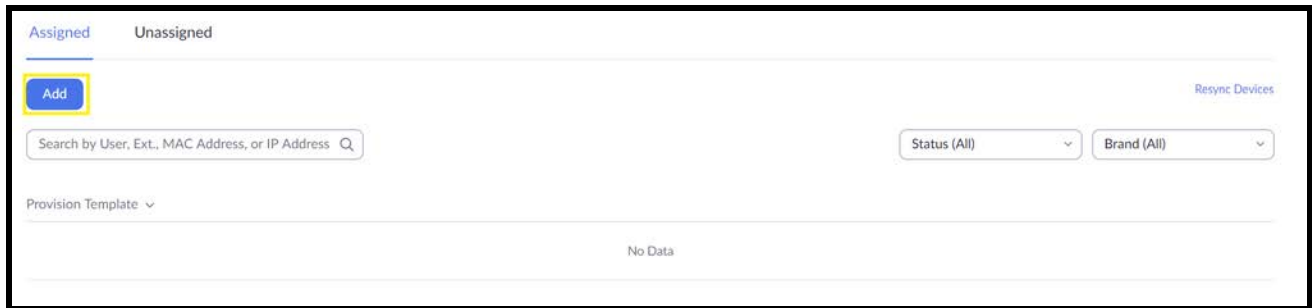 Assigned Unassigned
Add
Resync Devices
Search by User, Ext., MAC Address, or IP Address
Status (All)
Brand (All)
Provision Template
No Data